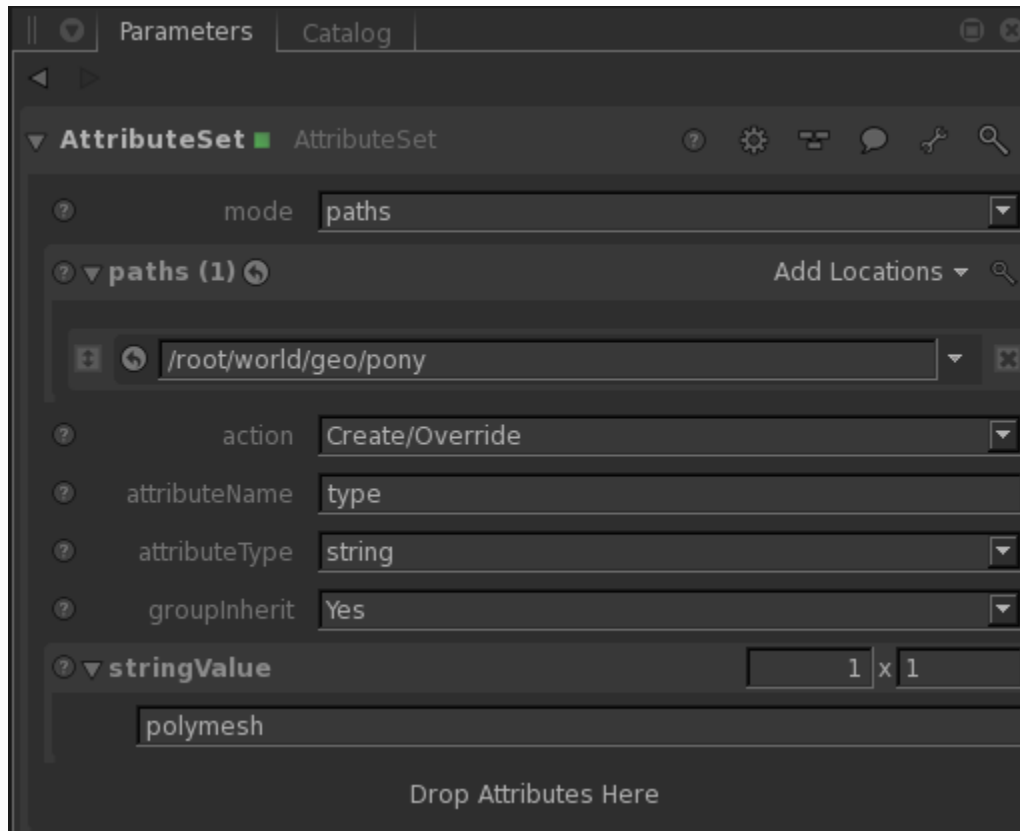 Parameters Catalog
AttributeSet AttributeSet
mode paths
paths (1) Add Locations
/root/world/geo/pony
action Create/Override
attributeName type
attributeType string
groupInherit Yes
stringValue 1 x 1
polymesh
Drop Attributes Here